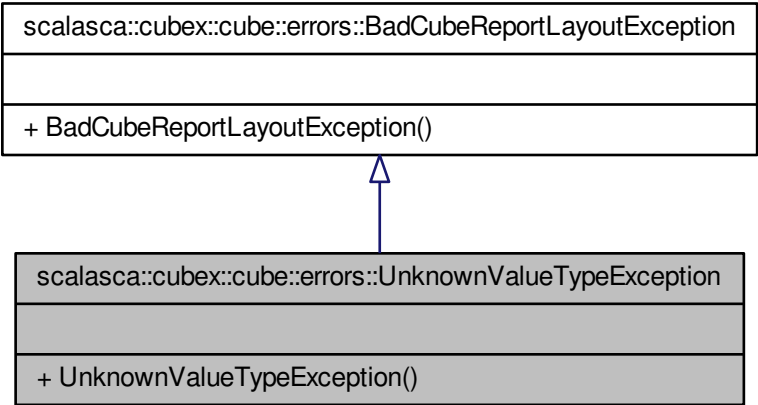 scalasca::cubex::cube::errors::BadCubeReportLayoutException
+ BadCubeReportLayoutException()
scalasca::cubex::cube::errors::UnknownValueTypeException
+ UnknownValueTypeException()